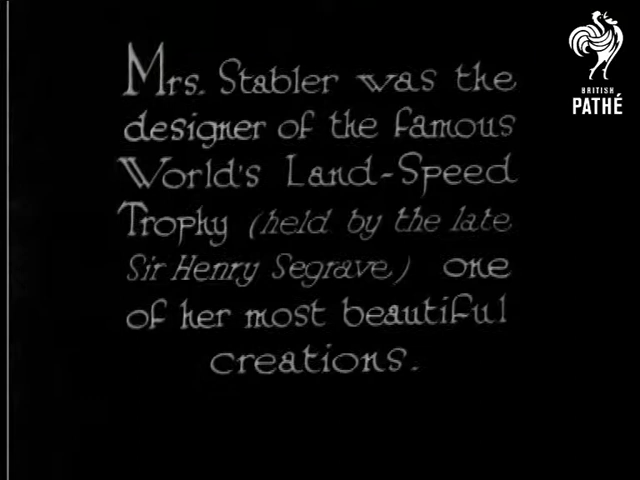 Mrs. Stabler was the
designer of the famous
World's Land-Speed
Trophy (held by the late
Sir Henry Segrave) one
of her most beautiful
creations.
BRITISH
PATHÉ